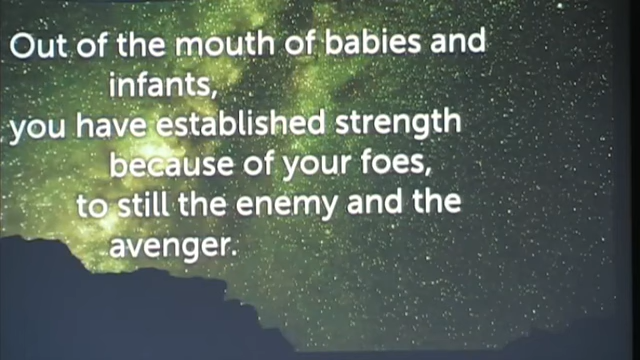 Out of the mouth of babies and
infants,
you have established strength
because of your foes,
to still the enemy and the
avenger.